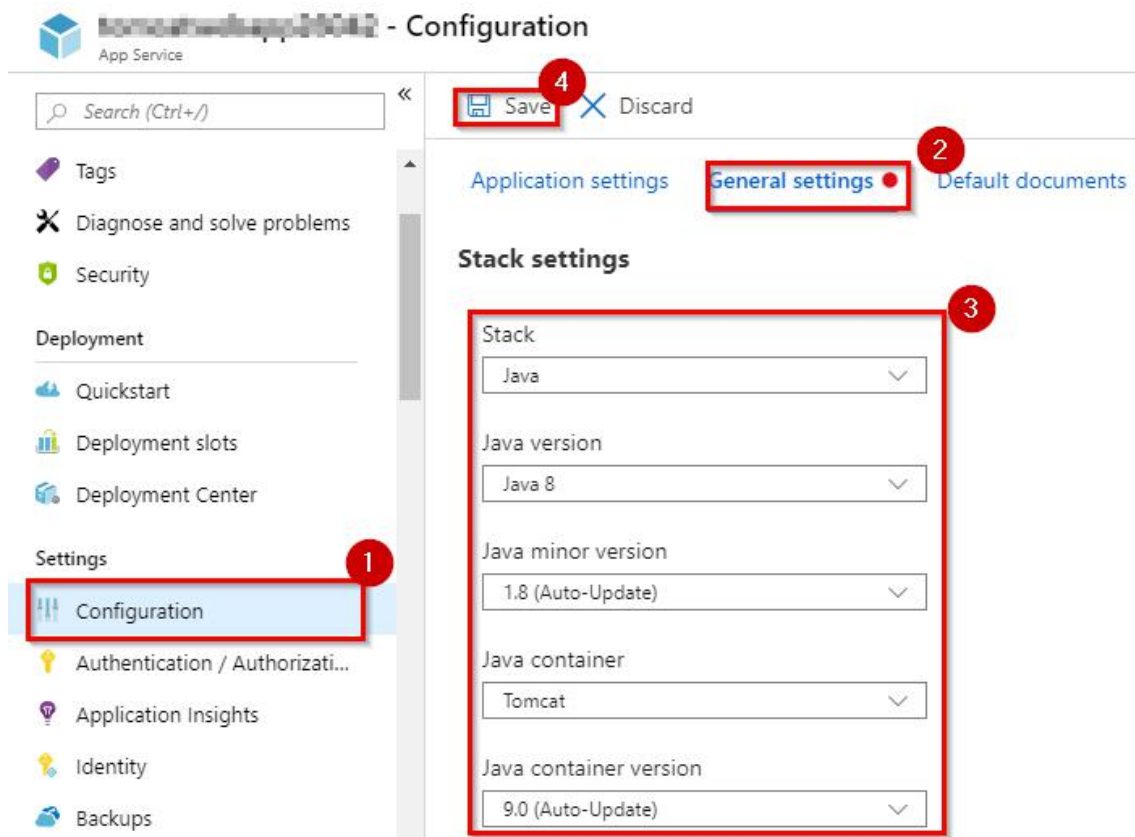 - Configuration
App Service
Search (Ctrl+/)
«
Tags
Diagnose and solve problems
Security
Deployment
Quickstart
Deployment slots
Deployment Center
Settings
1
Configuration
Authentication / Authorizati...
Application Insights
Identity
Backups
4
Save
Discard
2
Application settings
General settings
Default documents
Stack settings
3
Stack
Java
Java version
Java 8
Java minor version
1.8 (Auto-Update)
Java container
Tomcat
Java container version
9.0 (Auto-Update)